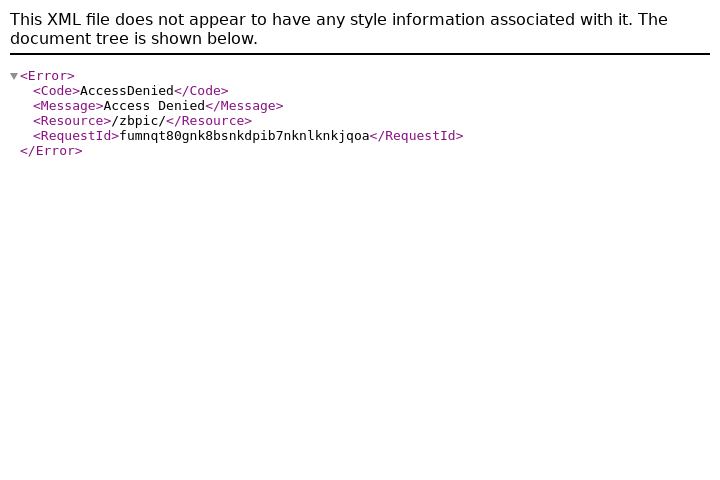 This XML file does not appear to have any style information associated with it. The
document tree is shown below.
<Error>
<Code>AccessDenied</Code>
<Message>Access Denied</Message>
<Resource>/zbpic/</Resource>
<RequestId>fumnqt80gnk8bsnkdpib7nknlknkjqoa</RequestId>
</Error>